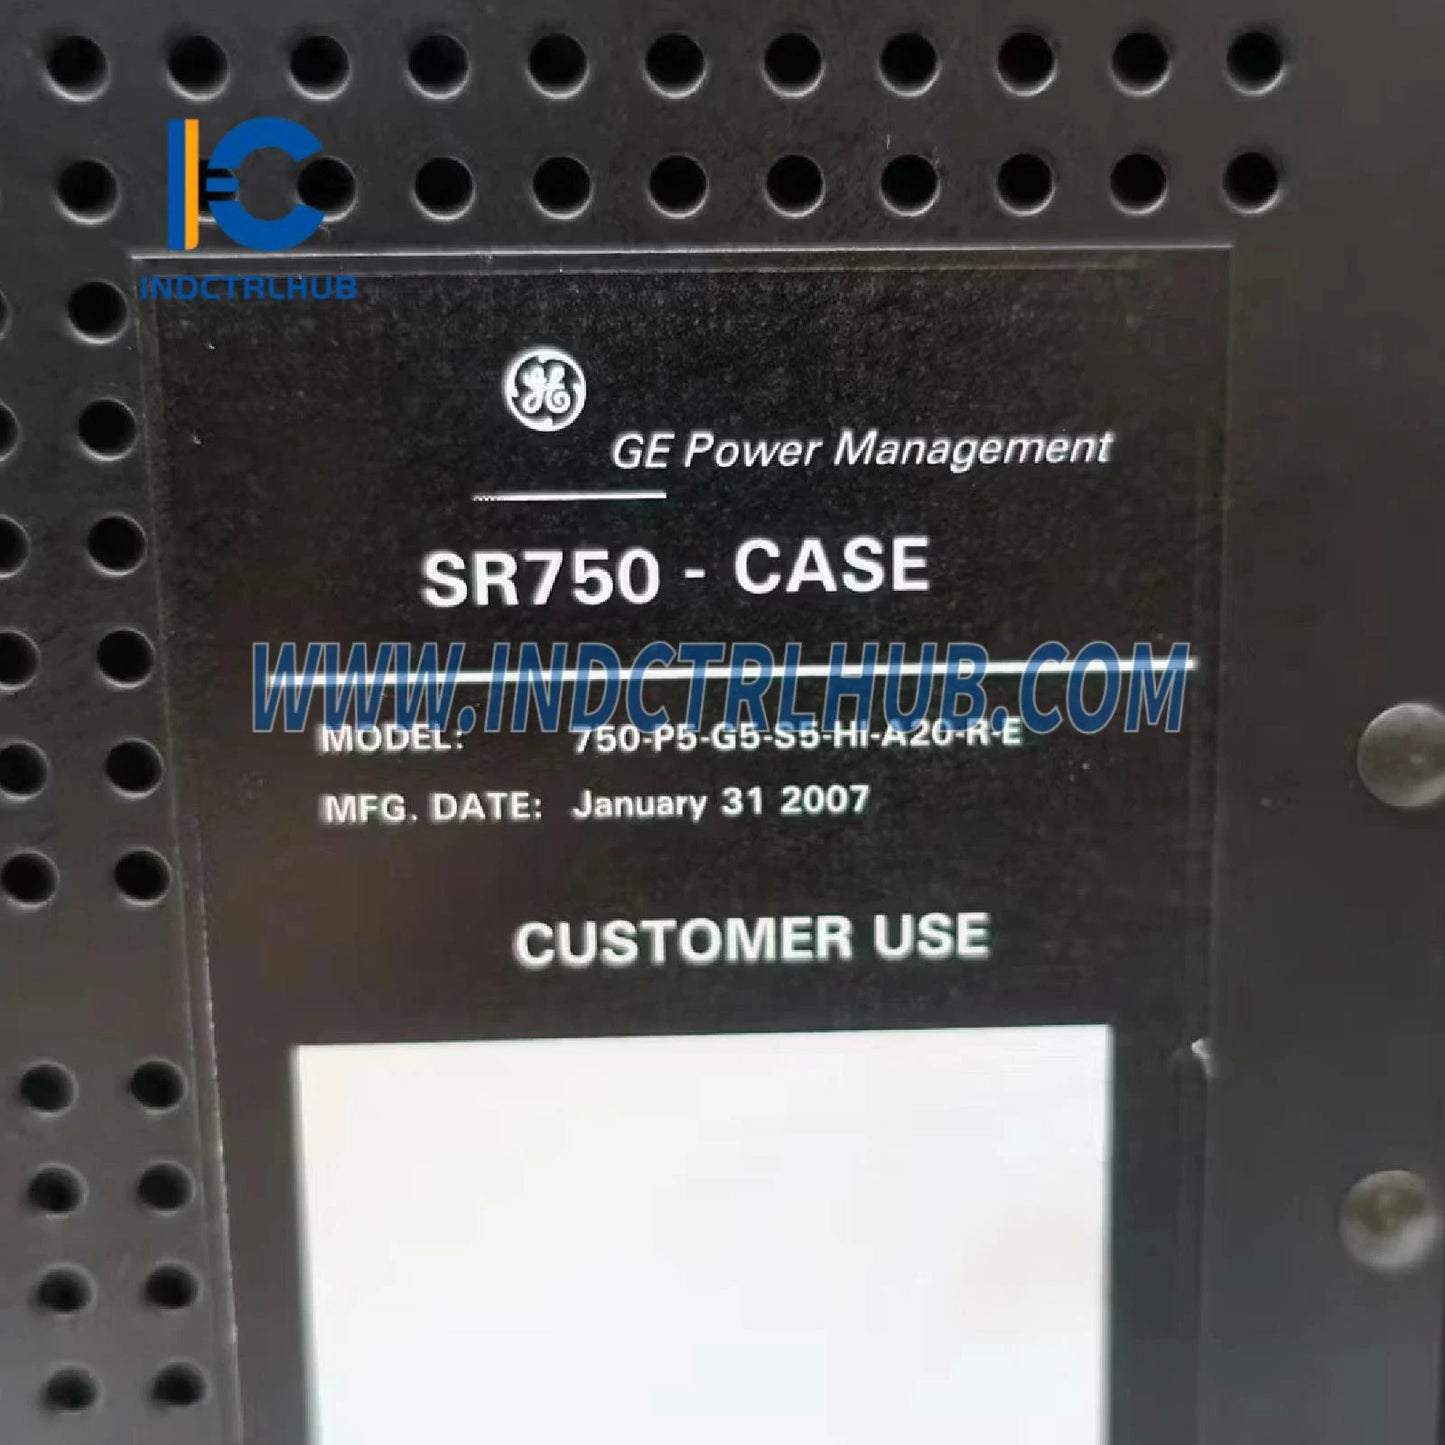 INDCTRLHUB
GE
GE Power Management
SR750 - CASE
WWW.INDCTRLHUB.COM
MODEL: 750-P5-G5-S5-HI-A20-R-E
MFG. DATE: January 31 2007
CUSTOMER USE